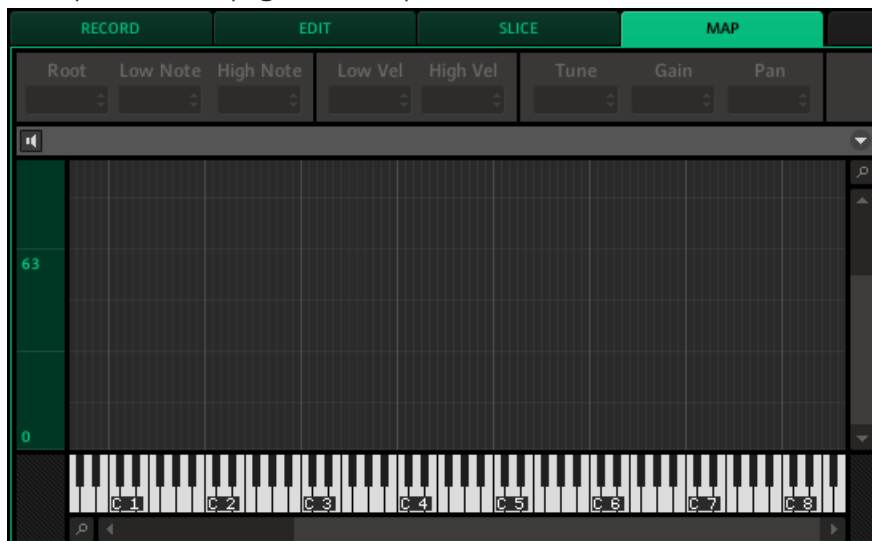 RECORD EDIT SLICE MAP
Root Low Note High Note Low Vel High Vel Tune Gain Pan
63
0
C 1 C 2 C 3 C 4 C 5 C 6 C 7 C 8